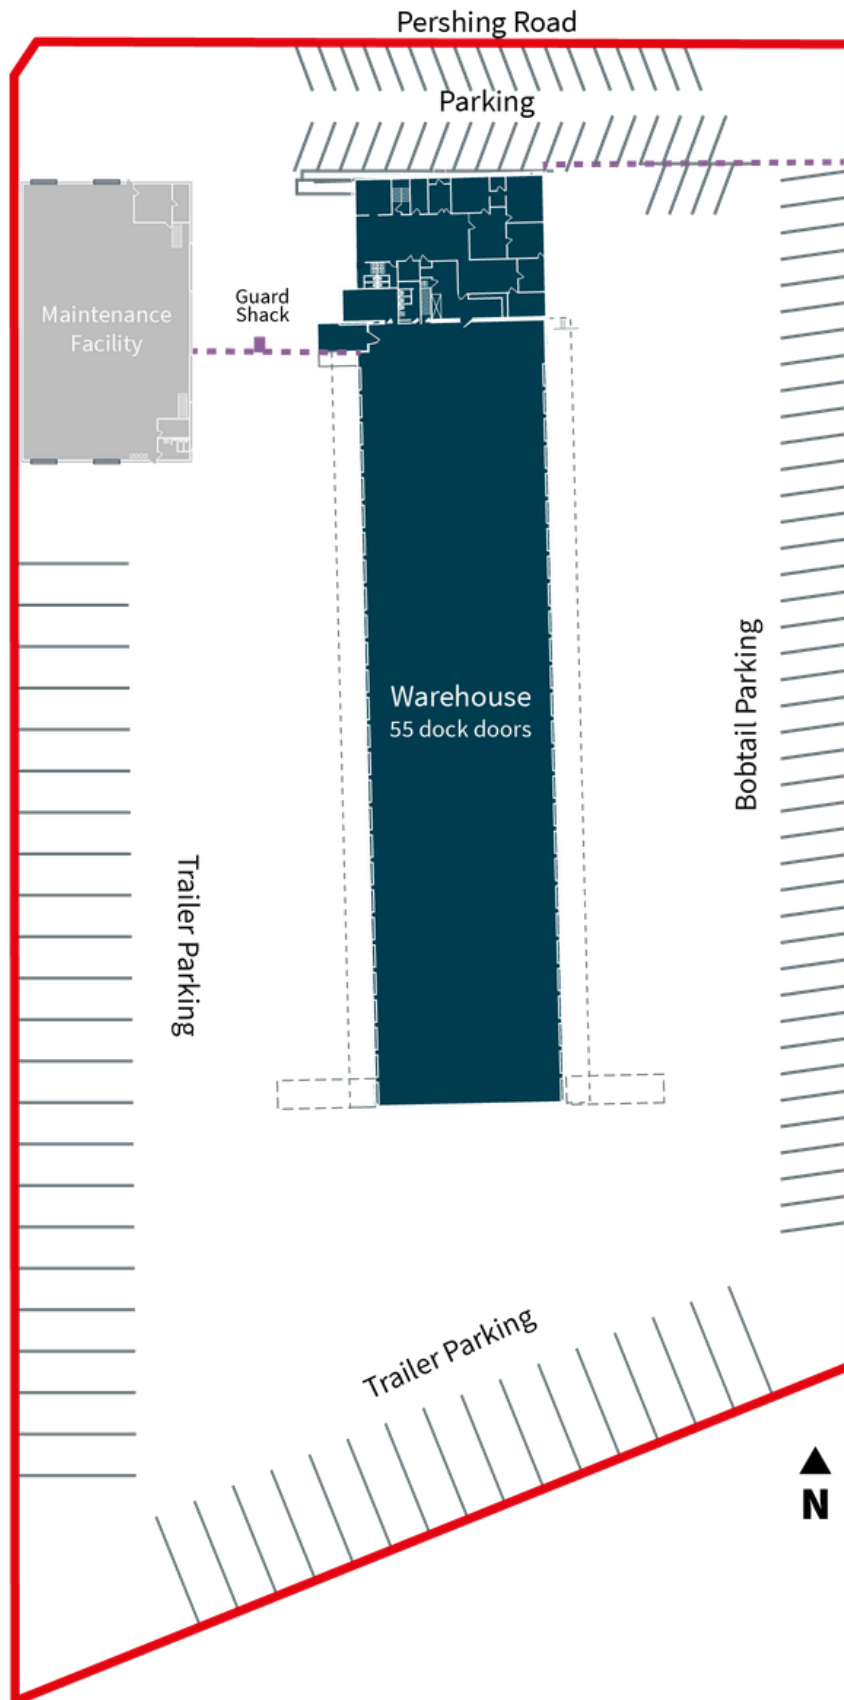 Pershing Road
Parking
Guard
Shack
Maintenance
Facility
Warehouse
55 dock doors
Bobtail Parking
Trailer Parking
Trailer Parking
N